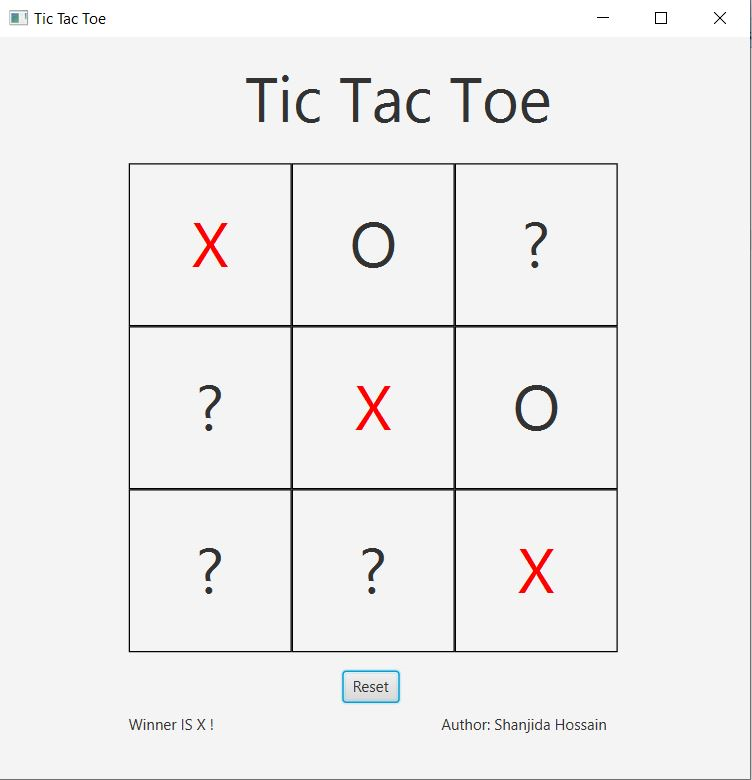 Tic Tac Toe
Tic Tac Toe
X O ?
? X O
? ? X
Reset
Winner IS X !
Author: Shanjida Hossain